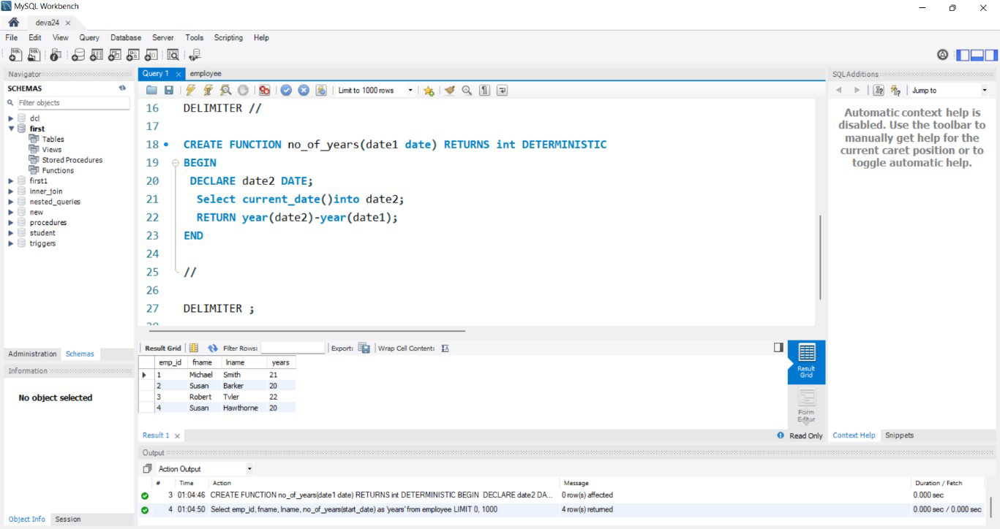 MySQL Workbench
deva24
File Edit View Query Database Server Tools Scripting Help
Navigator
SCHEMAS
Filter objects
dcl
first
Tables
Views
Stored Procedures
Functions
first1
inner_join
nested_queries
new
procedures
student
triggers
Administration Schemas
Information
No object selected
Object Info Session
Query 1 employee
Limit to 1000 rows
16 DELIMITER //
17
18 CREATE FUNCTION no_of_years(date1 date) RETURNS int DETERMINISTIC
19 BEGIN
20 DECLARE date2 DATE;
21 Select current_date()into date2;
22 RETURN year(date2)-year(date1);
23 END
24
25 //
26
27 DELIMITER ;
28
Result Grid Filter Rows: Export: Wrap Cell Content:
emp_id fname lname years
1 Michael Smith 21
2 Susan Barker 20
3 Robert Tyler 22
4 Susan Hawthorne 20
Result
Grid
Form
Editor
Result 1 Read Only
SQLAdditions
Jump to
Automatic context help is
disabled. Use the toolbar to
manually get help for the
current caret position or to
toggle automatic help.
Context Help Snippets
Output
Action Output
# Time Action Message Duration / Fetch
3 01:04:46 CREATE FUNCTION no_of_years(date1 date) RETURNS int DETERMINISTIC BEGIN DECLARE date2 DA... 0 row(s) affected 0.000 sec
4 01:04:50 Select emp_id, fname, lname, no_of_years(start_date) as 'years' from employee LIMIT 0, 1000 4 row(s) returned 0.000 sec / 0.000 sec